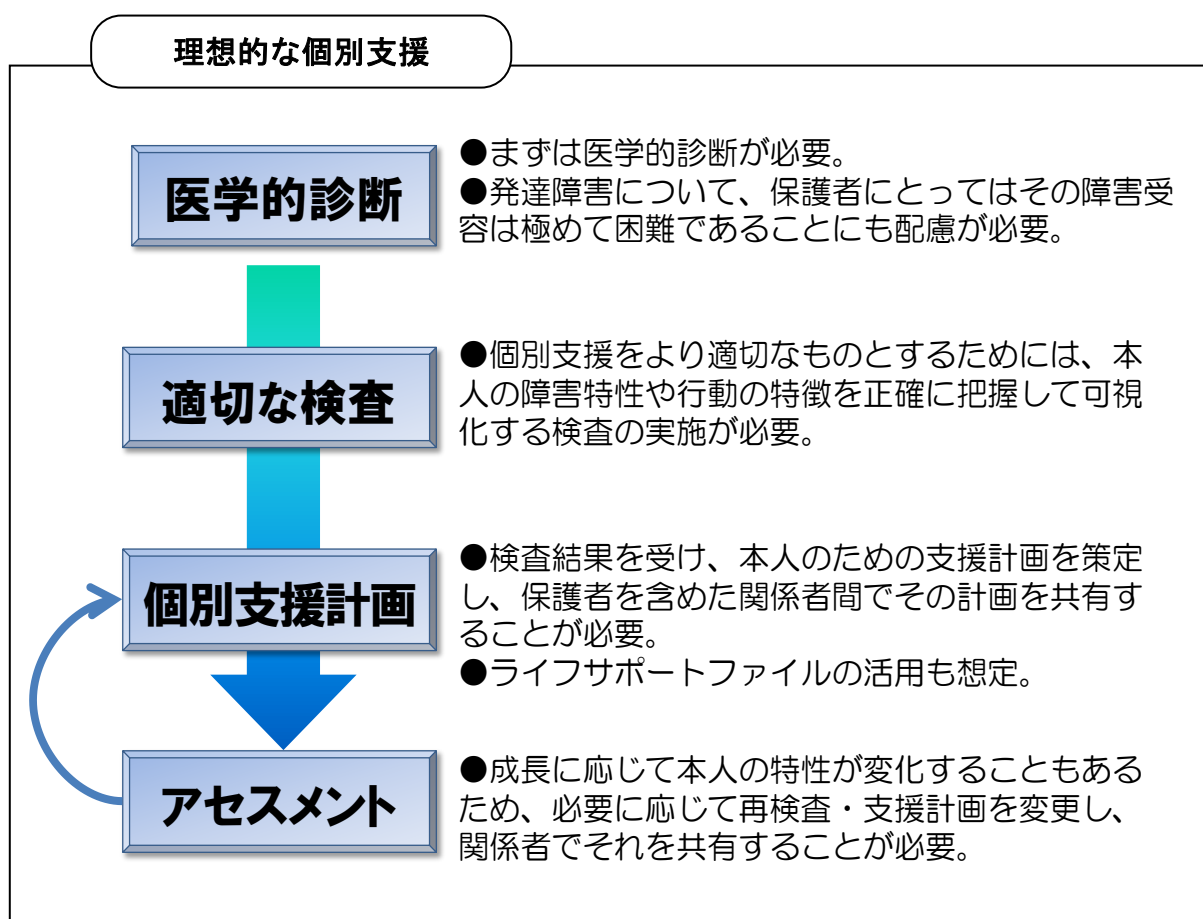 理想的な個別支援
医学的診断
●まずは医学的診断が必要。
●発達障害について、保護者にとってはその障害受
容は極めて困難であることにも配慮が必要。
適切な検査
●個別支援をより適切なものとするためには、本
人の障害特性や行動の特徴を正確に把握して可視
化する検査の実施が必要。
個別支援計画
●検査結果を受け、本人のための支援計画を策定
し、保護者を含めた関係者間でその計画を共有す
ることが必要。
●ライフサポートファイルの活用も想定。
アセスメント
●成長に応じて本人の特性が変化することもある
ため、必要に応じて再検査・支援計画を変更し、
関係者でそれを共有することが必要。